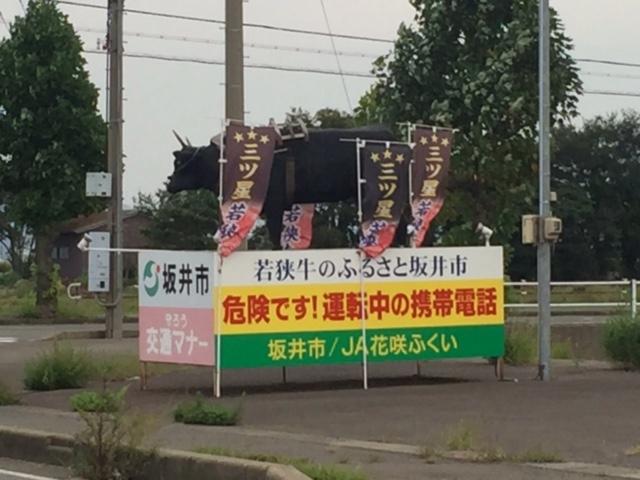 三ツ星
若狭
三ツ星
若狭
三ツ星
若狭
若狭
坂井市
若狭牛のふるさと坂井市
危険です!運転中の携帯電話
坂井市/JA花咲ふくい
なろう
交通マナー